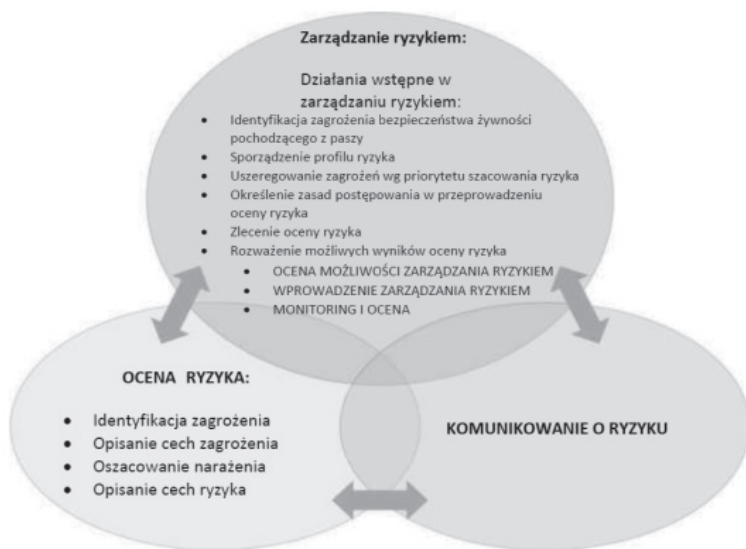 Zarządzanie ryzykiem:
Działania wstępne w
zarządzaniu ryzykiem:
• Identyfikacja zagrożenia bezpieczeństwa żywności
pochodzącego z paszy
• Sporządzenie profilu ryzyka
• Uszeregowanie zagrożeń wg priorytetu szacowania ryzyka
• Określenie zasad postępowania w przeprowadzeniu
oceny ryzyka
• Zlecenie oceny ryzyka
• Rozważenie możliwych wyników oceny ryzyka
• OCENA MOŻLIWOŚCI ZARZĄDZANIA RYZYKIEM
• WPROWADZENIE ZARZĄDZANIA RYZYKIEM
• MONITORING I OCENA
OCENA RYZYKA:
• Identyfikacja zagrożenia
• Opisanie cech zagrożenia
• Oszacowanie narażenia
• Opisanie cech ryzyka
KOMUNIKOWANIE O RYZYKU